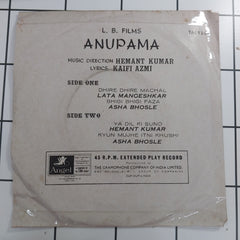 L. B. FILMS
ANUPAMA
MUSIC DIRECTION HEMANT KUMAR
LYRICS. KAIFI AZMI
SIDE ONE
DHIRE DHIRE MACHAL
LATA MANGESHKAR
BHIGI BHIGI FAZA
ASHA BHOSLE
SIDE TWO
YA DIL KI SUNO
HEMANT KUMAR
KYUN MUJHE ITNI KHUSHI
ASHA BHOSLE
Angel
45 R.P.M. EXTENDED PLAY RECORD
THE GRAMOPHONE COMPANY OF INDIA LIMITED